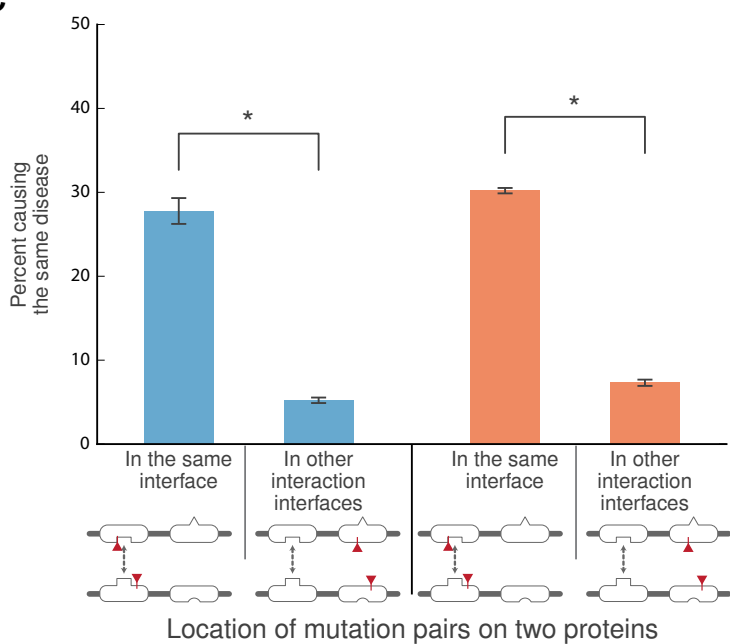 50
*
*
40
30
20
10
0
Percent causing
the same disease
In the same
interface
In other
interaction
interfaces
In the same
interface
In other
interaction
interfaces
Location of mutation pairs on two proteins